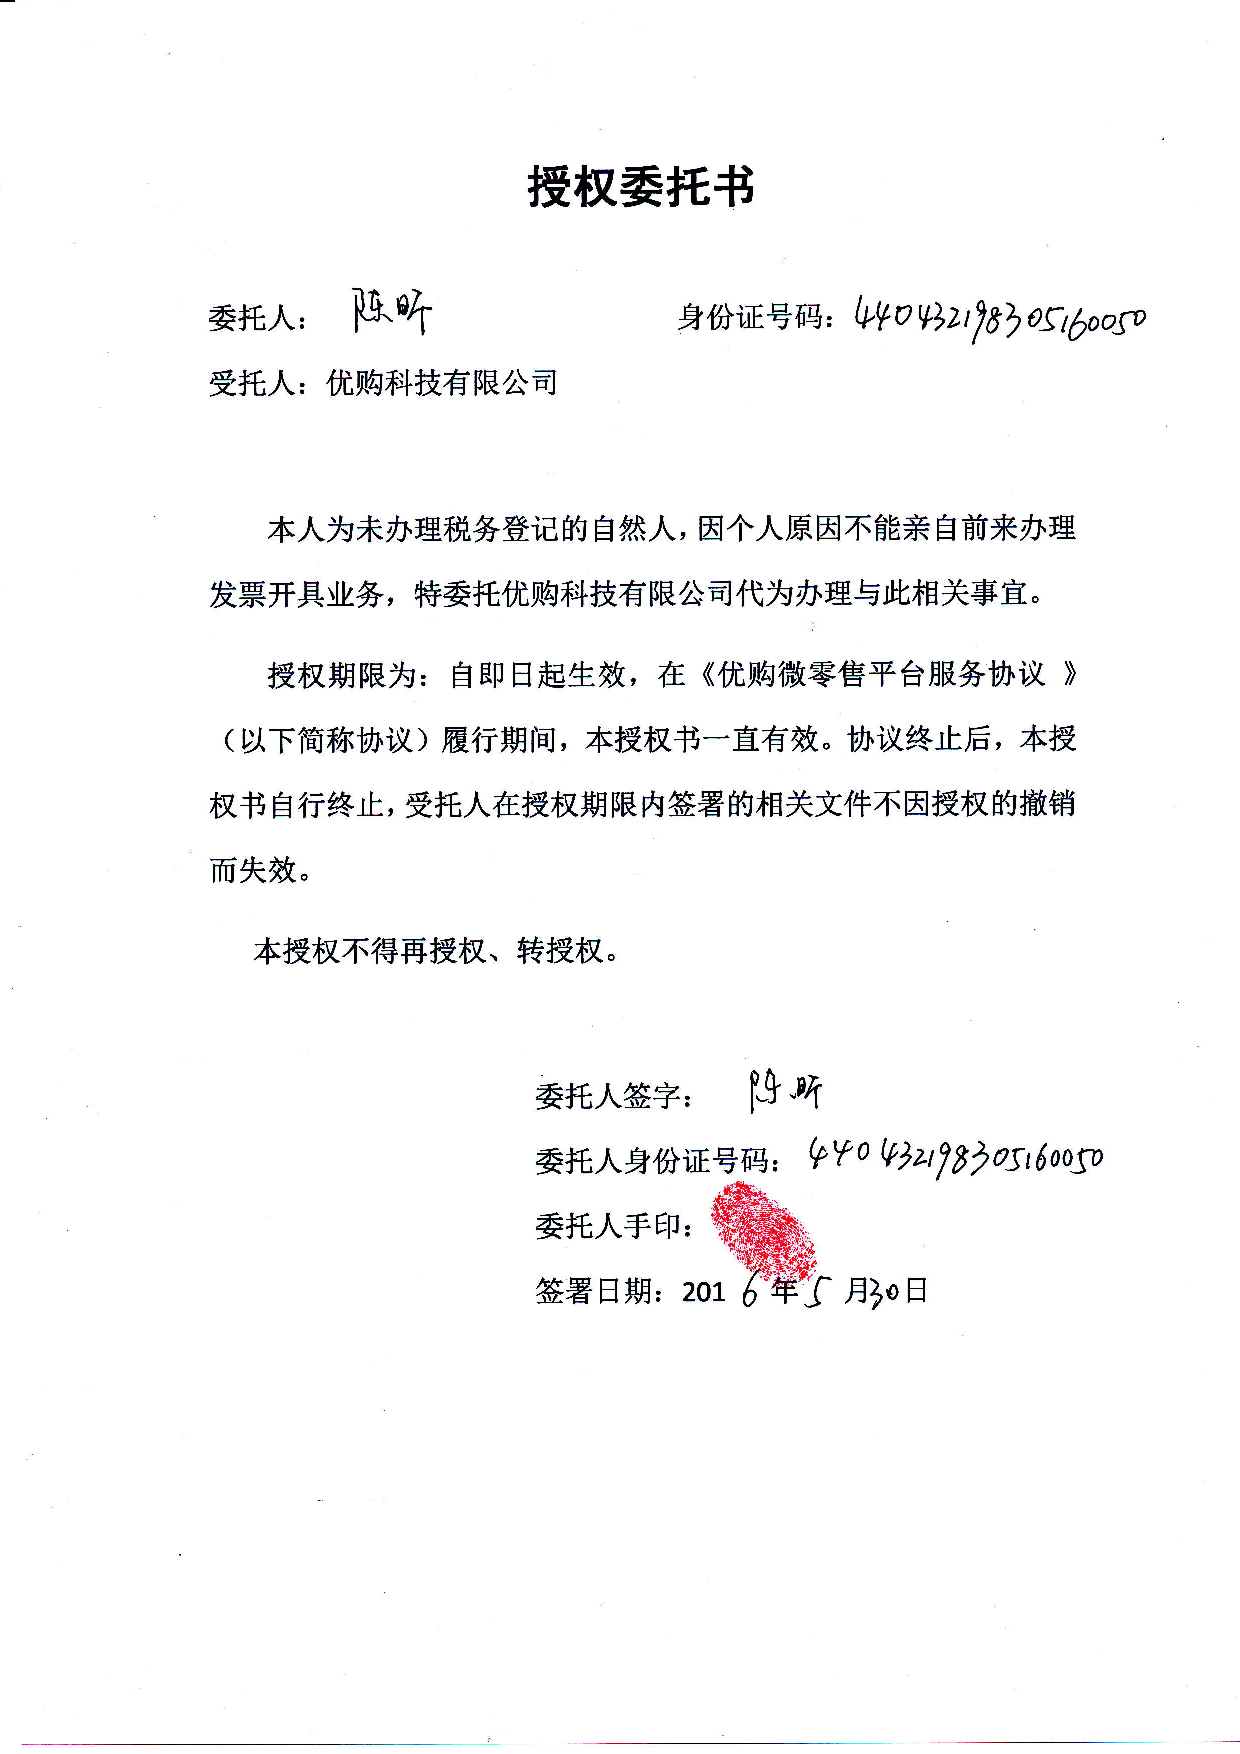 授权委托书
委托人： 陈昕 身份证号码：440432198305160050
受托人：优购科技有限公司
本人为未办理税务登记的自然人，因个人原因不能亲自前来办理
发票开具业务，特委托优购科技有限公司代为办理与此相关事宜。
授权期限为：自即日起生效，在《优购微零售平台服务协议 》
（以下简称协议）履行期间，本授权书一直有效。协议终止后，本授
权书自行终止，受托人在授权期限内签署的相关文件不因授权的撤销
而失效。
本授权不得再授权、转授权。
委托人签字： 陈昕
委托人身份证号码：440432198305160050
委托人手印：
签署日期：2016年5月30日